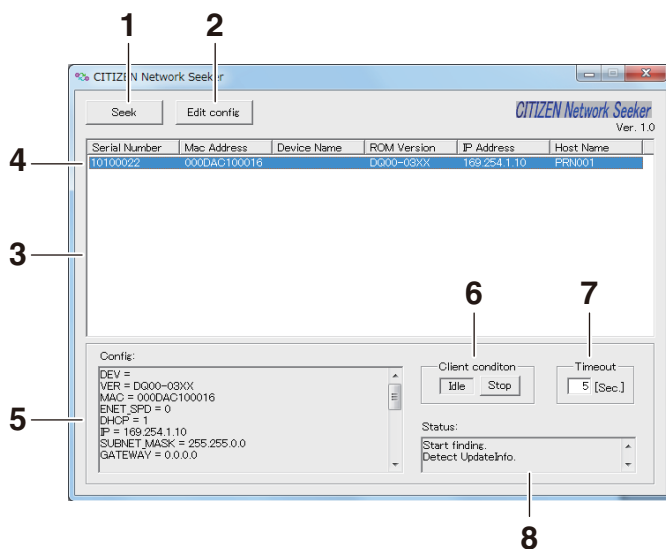 1 2
CITIZEN Network Seeker
Seek Edit config CITIZEN Network Seeker
Ver. 1.0
Serial Number Mac Address Device Name ROM Version IP Address Host Name
4 10100022 000DAC100016 DQ00-03XX 169.254.1.10 PRN001
3
6 7
Config:
DEV =
VER = DQ00-03XX
MAC = 000DAC100016
ENET_SPD = 0
DHCP = 1
IP = 169.254.1.10
SUBNET_MASK = 255.255.0.0
GATEWAY = 0.0.0.0
5
Client conditon
Idle Stop
Timeout
5 [Sec.]
Status:
Start finding.
Detect UpdateInfo.
8